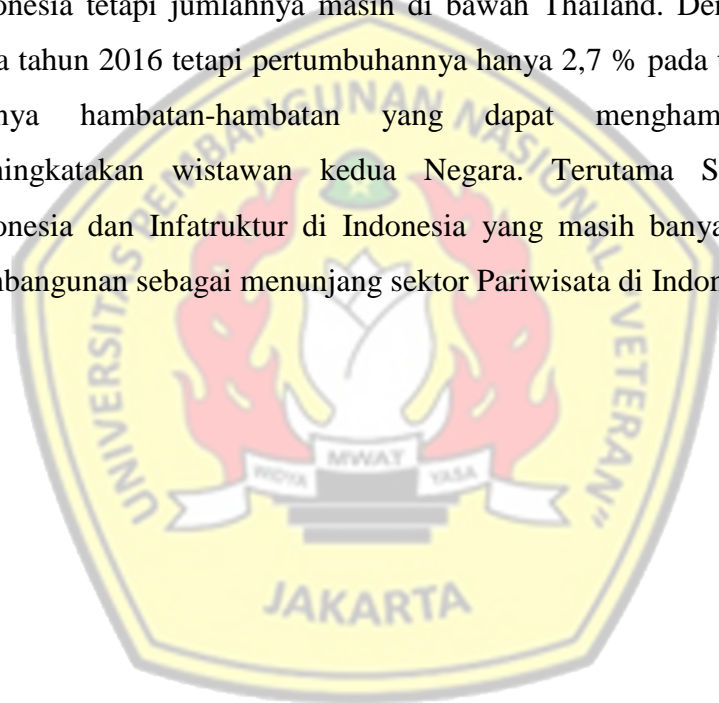 onesia tetapi jumlahnya masih di bawah Thailand. De
a tahun 2016 tetapi pertumbuhannya hanya 2,7 % pada t
nya hambatan-hambatan yang dapat mengham
ningkatakan wistawan kedua Negara. Terutama S
onesia dan Infatruktur di Indonesia yang masih banya
nbangunan sebagai menunjang sektor Pariwisata di Indon
UNIVERSITAS PEMBANGUNAN NASIONAL "VETERAN"
WIDYA MWAT YASA
JAKARTA